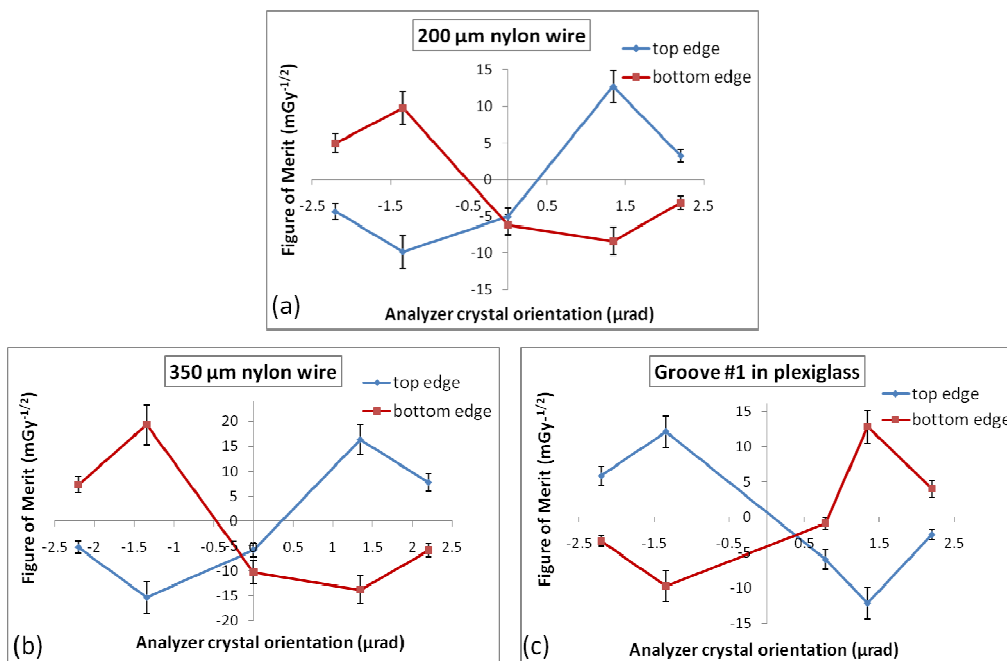 200 µm nylon wire
top edge
bottom edge
Figure of Merit (mGy-1/2)
15
10
5
0
-5
-10
-15
-2.5 -1.5 -0.5 0.5 1.5 2.5
Analyzer crystal orientation (µrad)
(a)
350 µm nylon wire
top edge
bottom edge
Figure of Merit (mGy-1/2)
20
15
10
5
0
-5
-10
-15
-20
-2.5 -2 -1.5 -1 -0.5 0 0.5 1 1.5 2 2.5
Analyzer crystal orientation (µrad)
(b)
Groove #1 in plexiglass
top edge
bottom edge
Figure of Merit (mGy-1/2)
15
10
5
0
-5
-10
-15
-2.5 -1.5 -0.5 0.5 1.5 2.5
Analyzer crystal orientation (µrad)
(c)